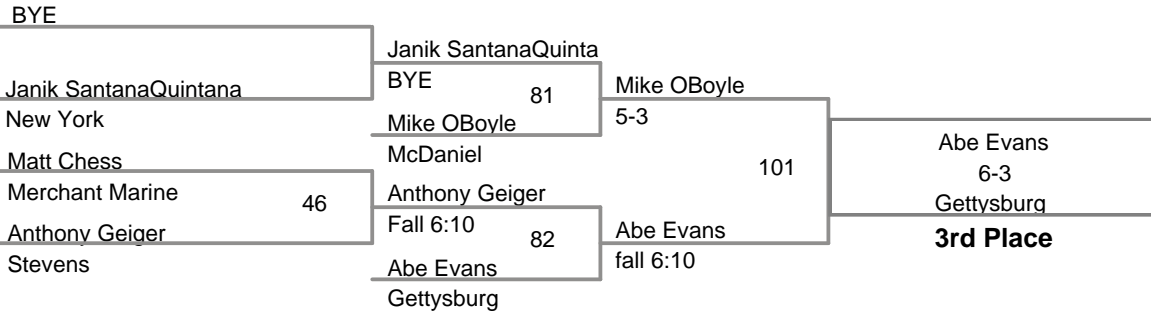 BYE
Janik SantanaQuintana
New York
Matt Chess
Merchant Marine
46
Anthony Geiger
Stevens
Janik SantanaQuinta
BYE
81
Mike OBoyle
McDaniel
Anthony Geiger
Fall 6:10
82
Abe Evans
Gettysburg
Mike OBoyle
5-3
101
Abe Evans
fall 6:10
Abe Evans
6-3
Gettysburg
3rd Place